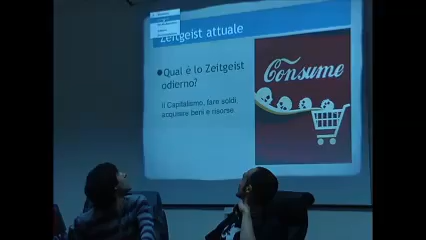 Zeitgeist attuale
Qual è lo Zeitgeist
odierno?
Il Capitalismo, fare soldi,
acquisire beni e risorse.
Consume